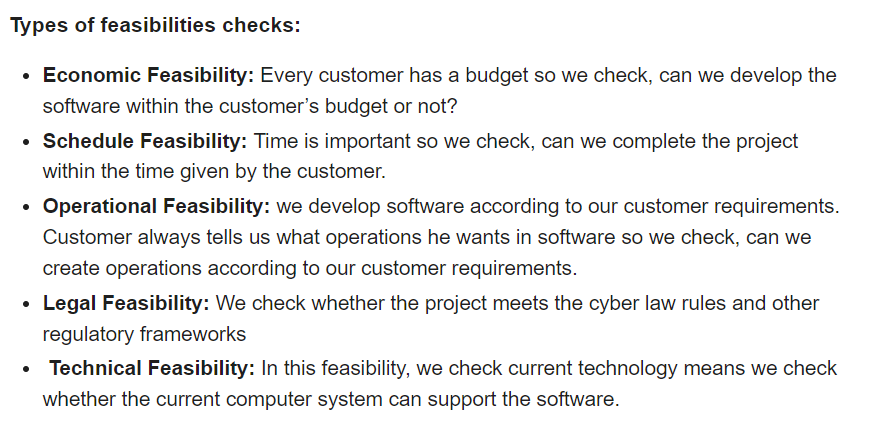 Types of feasibilities checks:
• Economic Feasibility: Every customer has a budget so we check, can we develop the
software within the customer’s budget or not?
• Schedule Feasibility: Time is important so we check, can we complete the project
within the time given by the customer.
• Operational Feasibility: we develop software according to our customer requirements.
Customer always tells us what operations he wants in software so we check, can we
create operations according to our customer requirements.
• Legal Feasibility: We check whether the project meets the cyber law rules and other
regulatory frameworks
• Technical Feasibility: In this feasibility, we check current technology means we check
whether the current computer system can support the software.